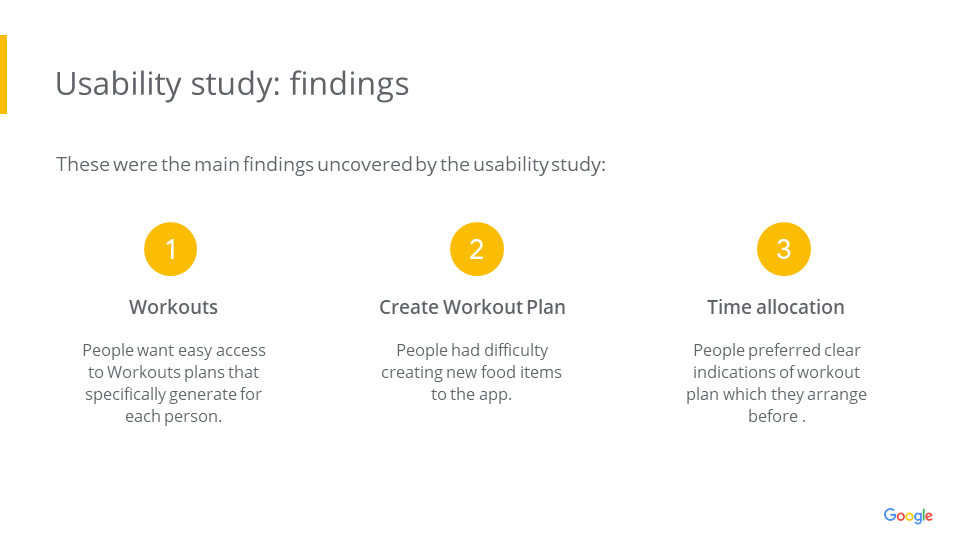 Usability study: findings
These were the main findings uncovered by the usability study:
1
Workouts
People want easy access
to Workouts plans that
specifically generate for
each person.
2
Create Workout Plan
People had difficulty
creating new food items
to the app.
3
Time allocation
People preferred clear
indications of workout
plan which they arrange
before .
Google